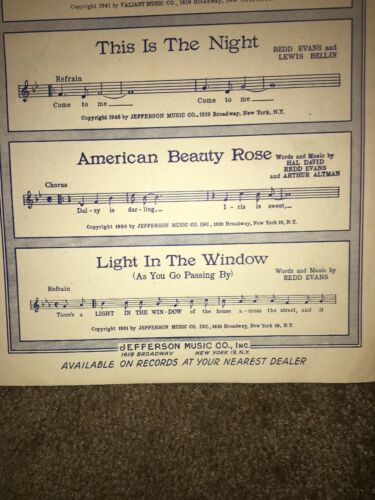 Copyright 1941 by VALIANT MUSIC CO., 1619 Broadway, New York,
This Is The Night
REDD EVANS and
LEWIS BELLIN
Refrain
Come to me Come to me
Copyright 1946 by JEFFERSON MUSIC CO., 1619 Broadway, New York, N.Y.
American Beauty Rose
Words and Music by
HAL DAVID
REDD EVANS
and ARTHUR ALTMAN
Chorus
Dai-sy is dar-ling, I-ris is sweet,
Copyright 1950 by JEFFERSON MUSIC CO. INC., 1619 Broadway, New York 19, N.Y.
Light In The Window
(As You Go Passing By)
Words and Music by
REDD EVANS
Refrain
There's a LIGHT IN THE WIN-DOW of the house a-cross the street, and it
Copyright 1951 by JEFFERSON MUSIC CO. INC., 1619 Broadway, New York 19, N.Y.
JEFFERSON MUSIC CO., INC.
1619 BROADWAY NEW YORK 19, N.Y.
AVAILABLE ON RECORDS AT YOUR NEAREST DEALER